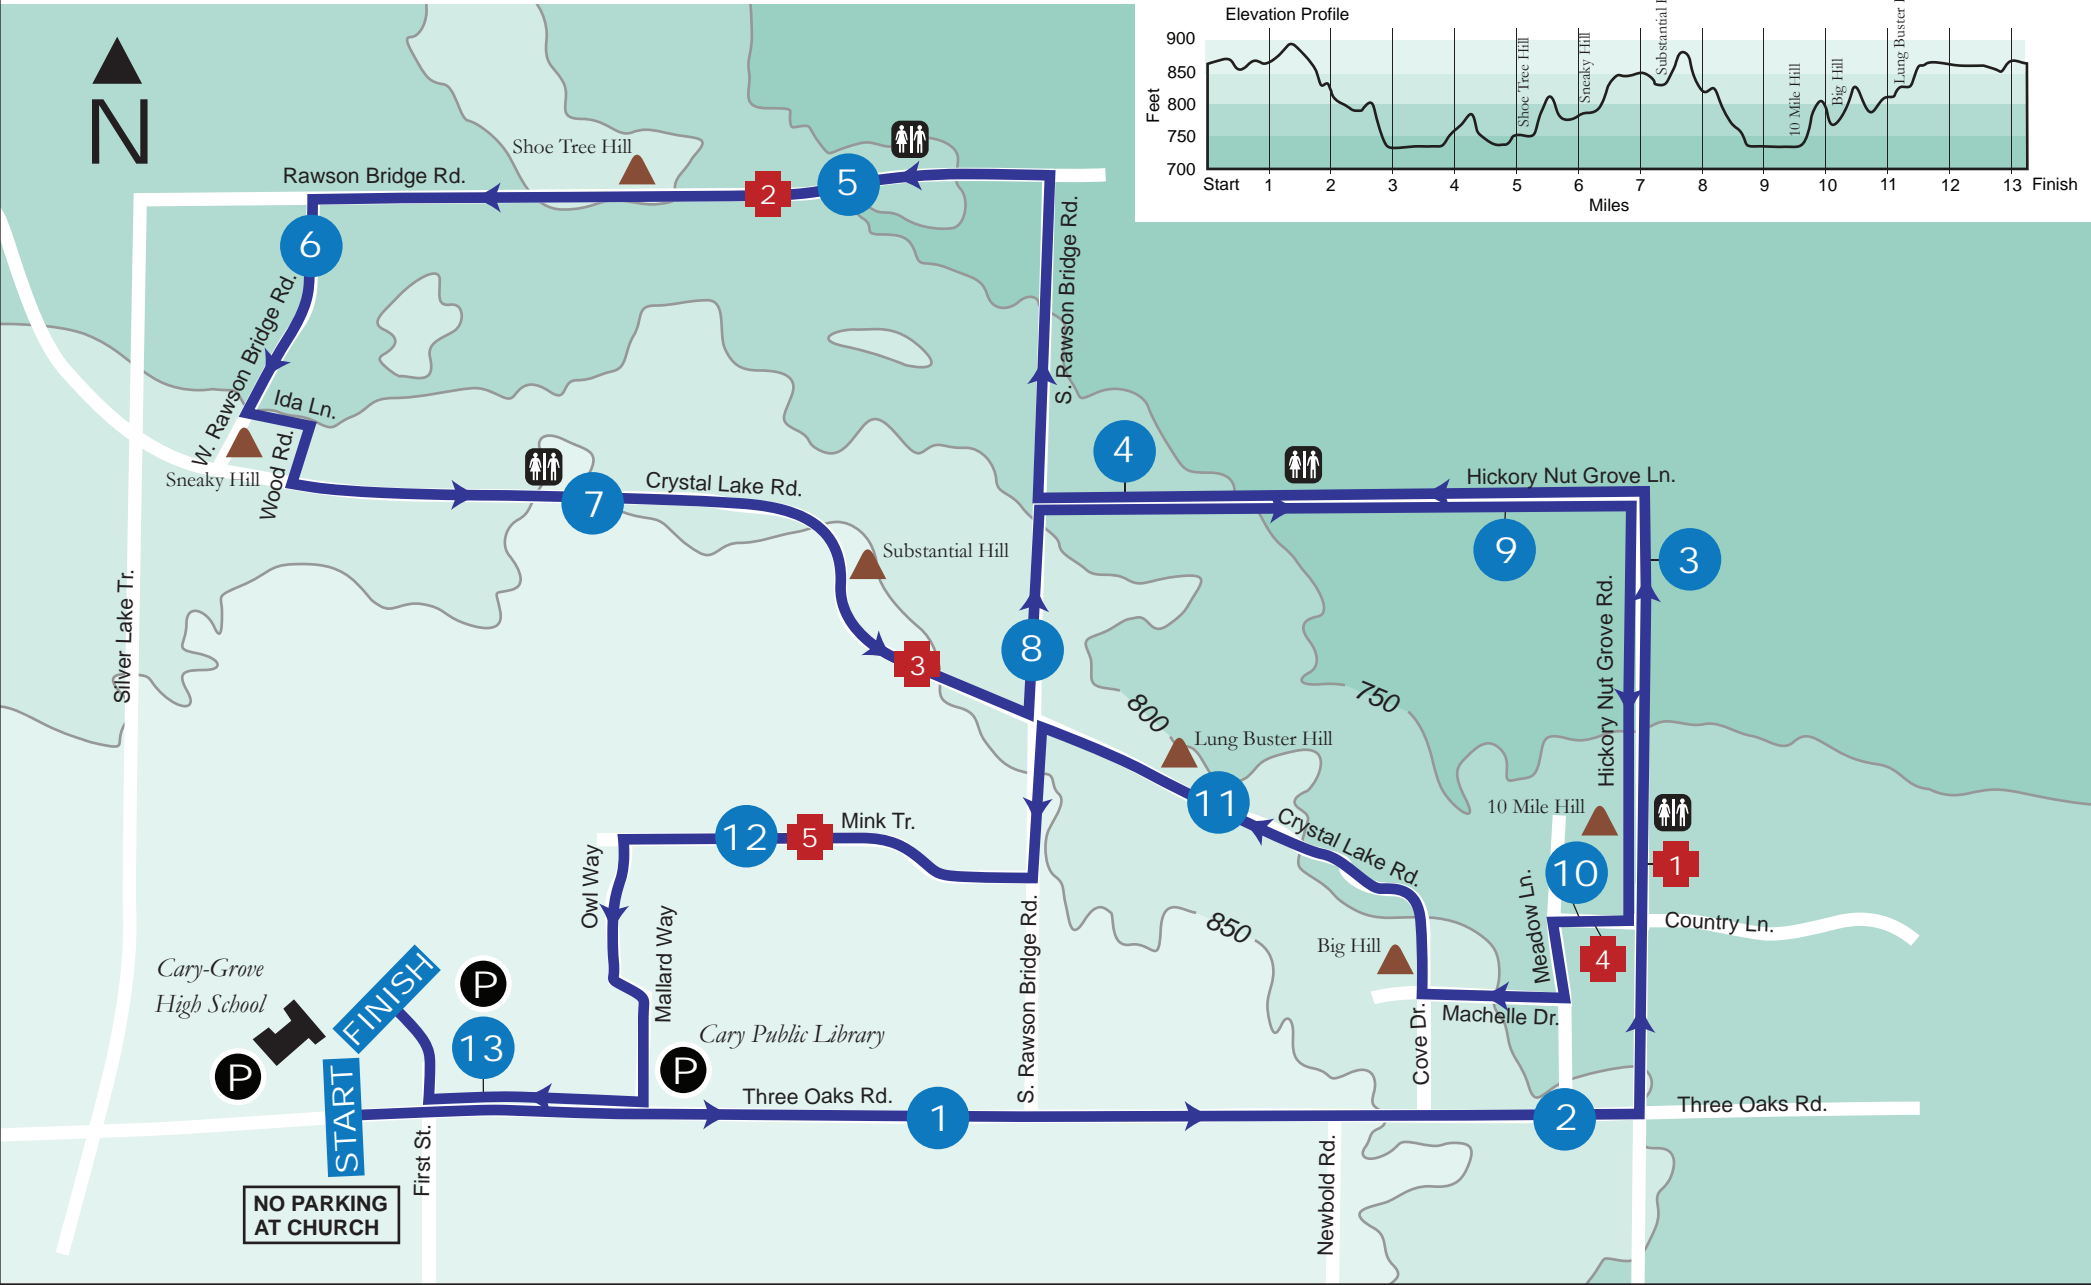 Elevation Profile
900
850
800
750
700
Feet
Start
1
2
3
4
5
6
7
8
9
10
11
12
13
Finish
Miles
Shoe Tree Hill
Sneaky Hill
Substantial
10 Mile Hill
Big Hill
Lung Buster
N
Shoe Tree Hill
Rawson Bridge Rd.
2
5
6
W. Rawson Bridge Rd.
Ida Ln.
Wood Rd.
Sneaky Hill
S. Rawson Bridge Rd.
7
Crystal Lake Rd.
Substantial Hill
3
8
4
Hickory Nut Grove Ln.
9
3
Hickory Nut Grove Rd.
Silver Lake Tr.
800
750
Lung Buster Hill
11
Crystal Lake Rd.
10 Mile Hill
10
1
Meadow Ln.
Country Ln.
4
12
5
Mink Tr.
Owl Way
Mallard Way
S. Rawson Bridge Rd.
850
Big Hill
Machelle Dr.
Cove Dr.
Cary-Grove
High School
FINISH
P
13
P
START
Cary Public Library
P
Three Oaks Rd.
1
2
Three Oaks Rd.
First St.
Newbold Rd.
NO PARKING
AT CHURCH